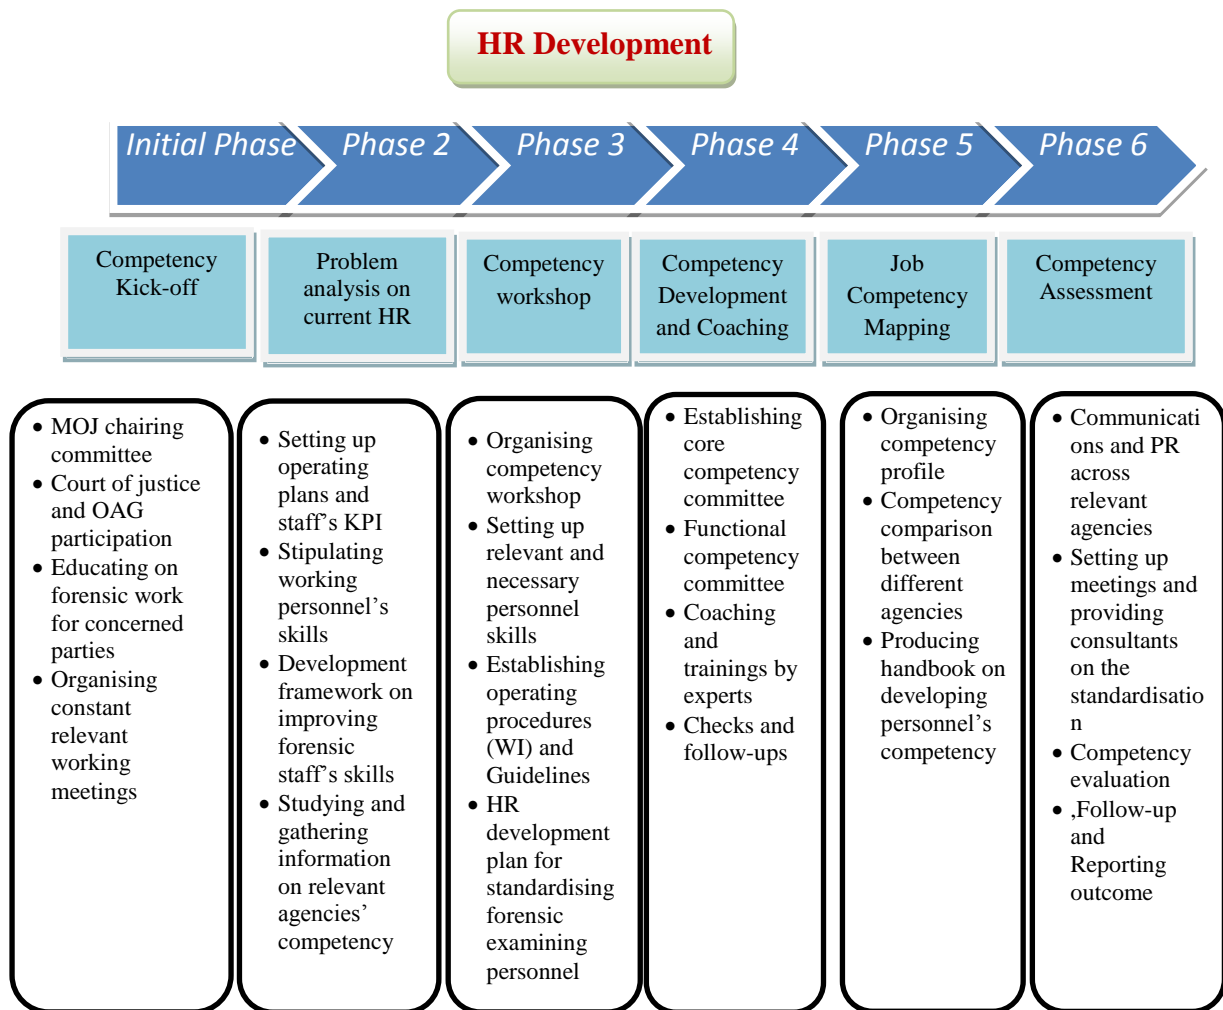 HR Development
Initial Phase
Phase 2
Phase 3
Phase 4
Phase 5
Phase 6
Competency
Kick-off
Problem
analysis on
current HR
Competency
workshop
Competency
Development
and Coaching
Job
Competency
Mapping
Competency
Assessment
• MOJ chairing
committee
• Court of justice
and OAG
participation
• Educating on
forensic work
for concerned
parties
• Organising
constant
relevant
working
meetings
• Setting up
operating
plans and
staff’s KPI
• Stipulating
working
personnel’s
skills
• Development
framework on
improving
forensic
staff’s skills
• Studying and
gathering
information
on relevant
agencies’
competency
• Organising
competency
workshop
• Setting up
relevant and
necessary
personnel
skills
• Establishing
operating
procedures
(WI) and
Guidelines
• HR
development
plan for
standardising
forensic
examining
personnel
• Establishing
core
competency
committee
• Functional
competency
committee
• Coaching
and
trainings by
experts
• Checks and
follow-ups
• Organising
competency
profile
• Competency
comparison
between
different
agencies
• Producing
handbook on
developing
personnel’s
competency
• Communicati
ons and PR
across
relevant
agencies
• Setting up
meetings and
providing
consultants
on the
standardisatio
n
• Competency
evaluation
• ,Follow-up
and
Reporting
outcome